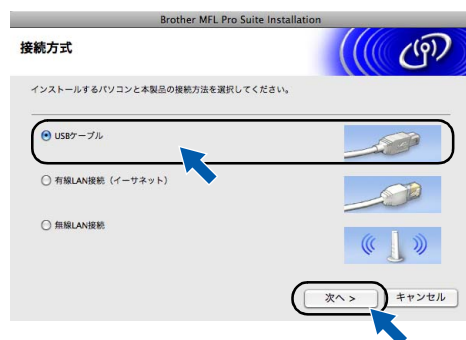 Brother MFL Pro Suite Installation
接続方式
インストールするパソコンと本製品の接続方法を選択してください。
USBケーブル
有線LAN接続（イーサネット）
無線LAN接続
次へ >
キャンセル